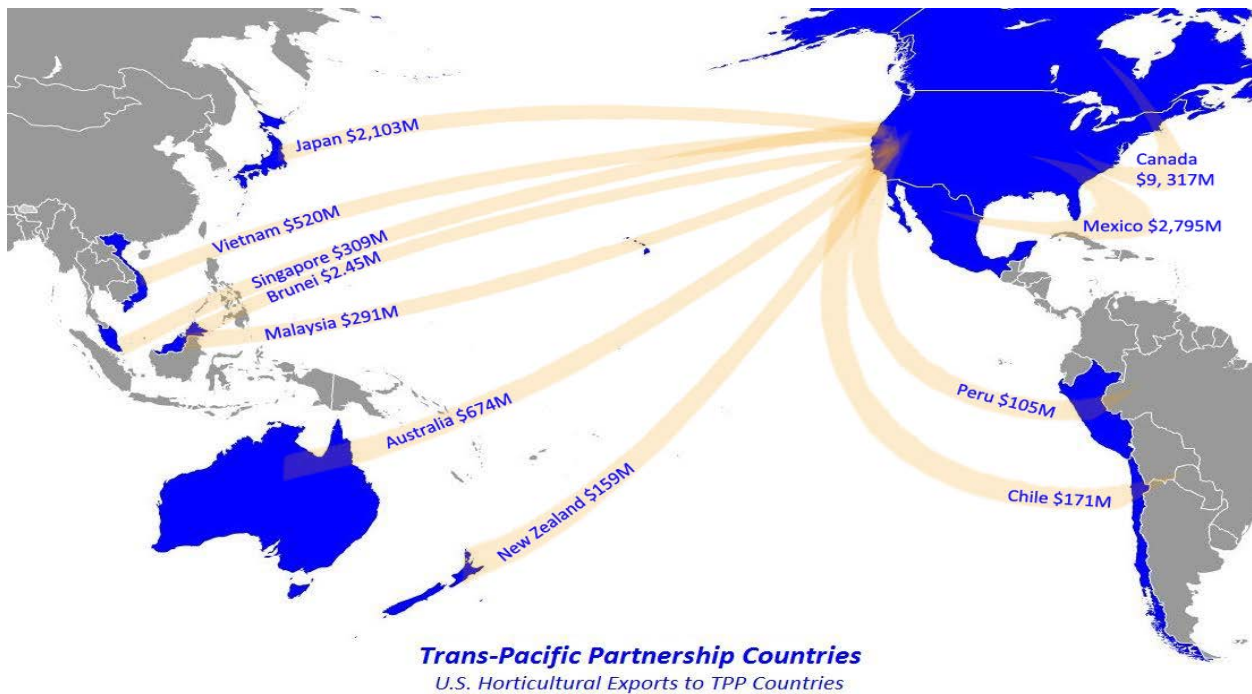 Japan $2,103M
Vietnam $520M
Singapore $309M
Brunei $2.45M
Malaysia $291M
Australia $674M
New Zealand $159M
Canada
$9, 317M
Mexico $2,795M
Peru $105M
Chile $171M
Trans-Pacific Partnership Countries
U.S. Horticultural Exports to TPP Countries